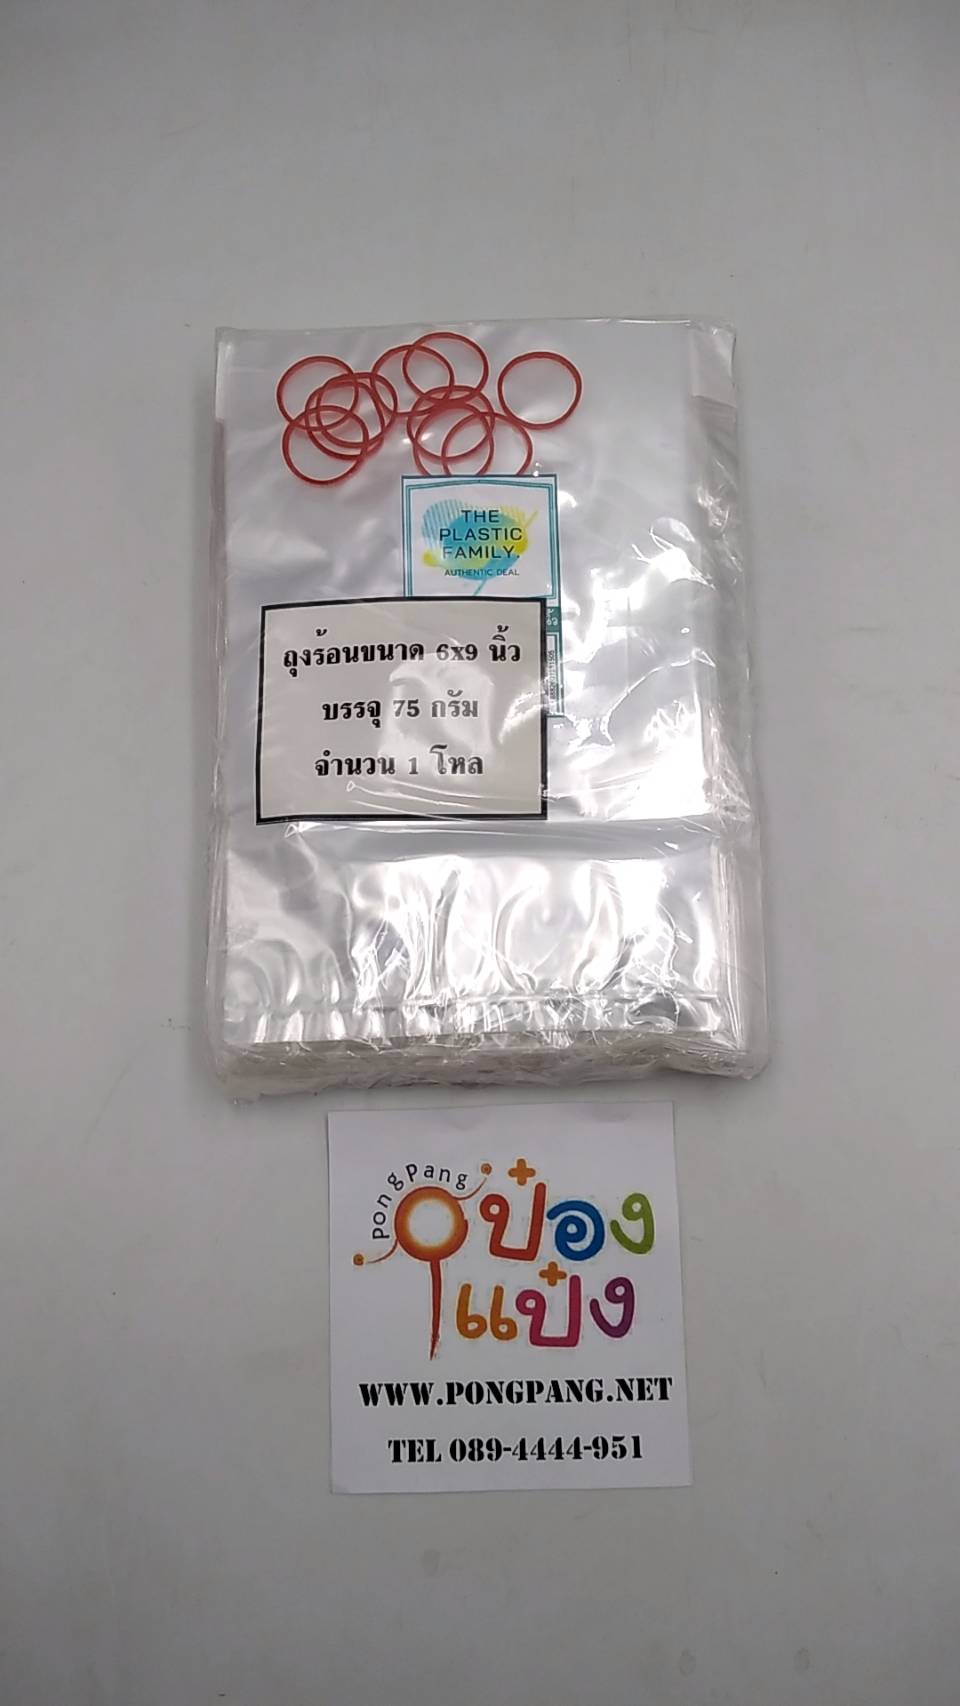 THE
PLASTIC
FAMILY.
AUTHENTIC DEAL
ถุงร้อนขนาด 6x9 นิ้ว
บรรจุ 75 กรัม
จำนวน 1 โหล
PongPang
ป๋อง
แป๋ง
WWW.PONGPANG.NET
TEL 089-4444-951